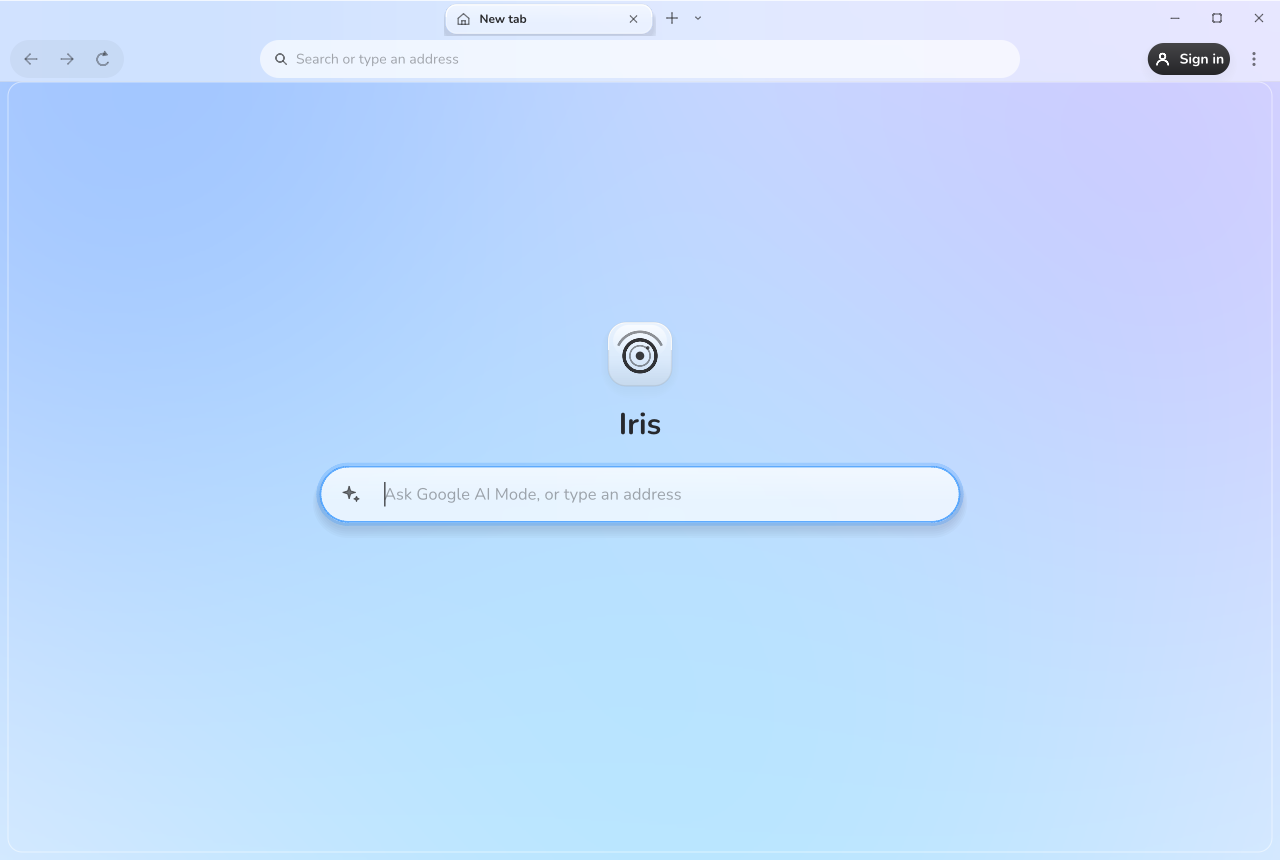 New tab
Search or type an address
Sign in
Iris
Ask Google AI Mode, or type an address